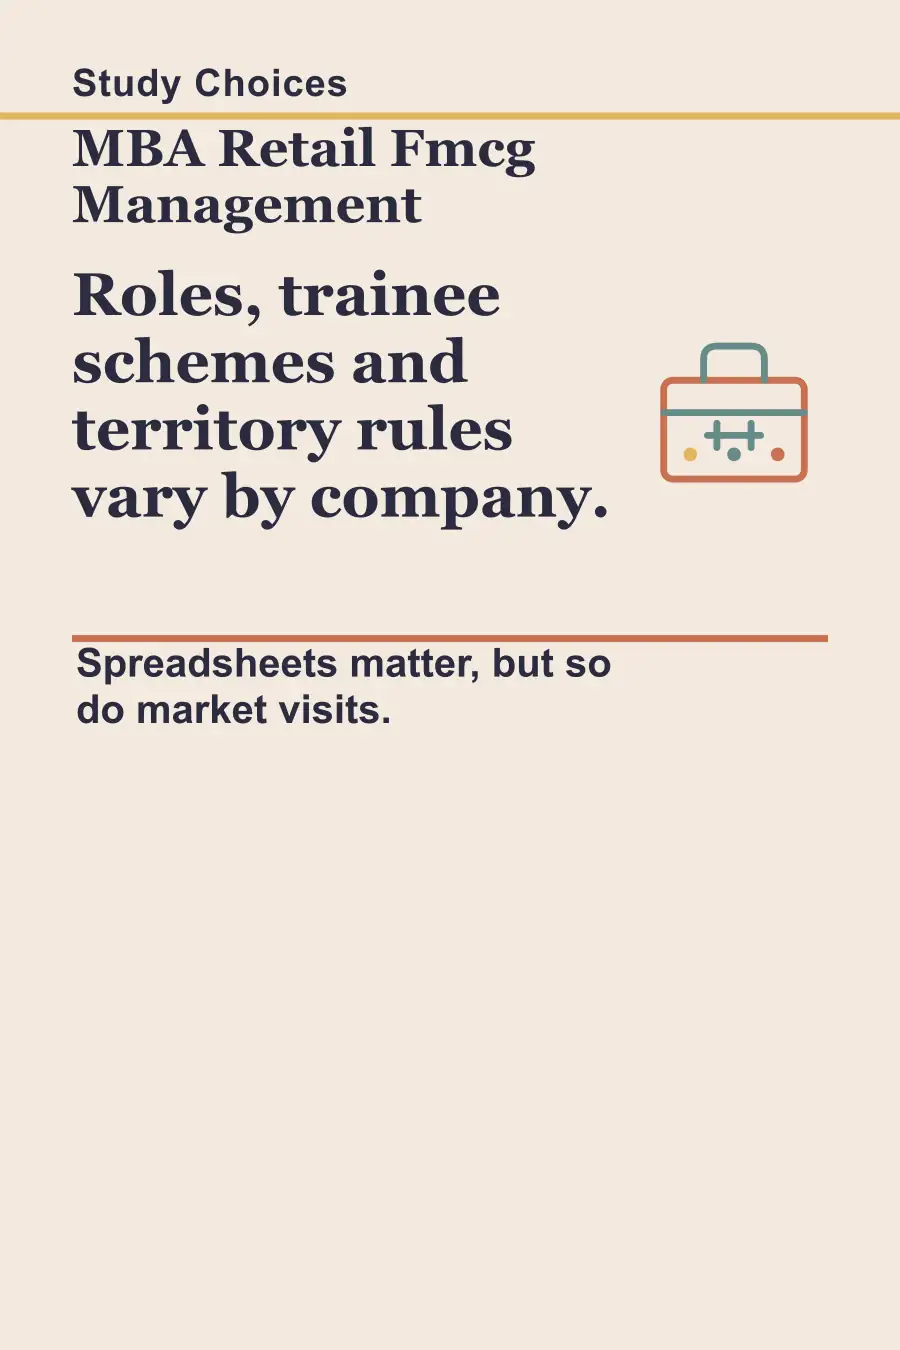 Study Choices
MBA Retail Fmcg
Management
Roles, trainee
schemes and
territory rules
vary by company.
Spreadsheets matter, but so
do market visits.